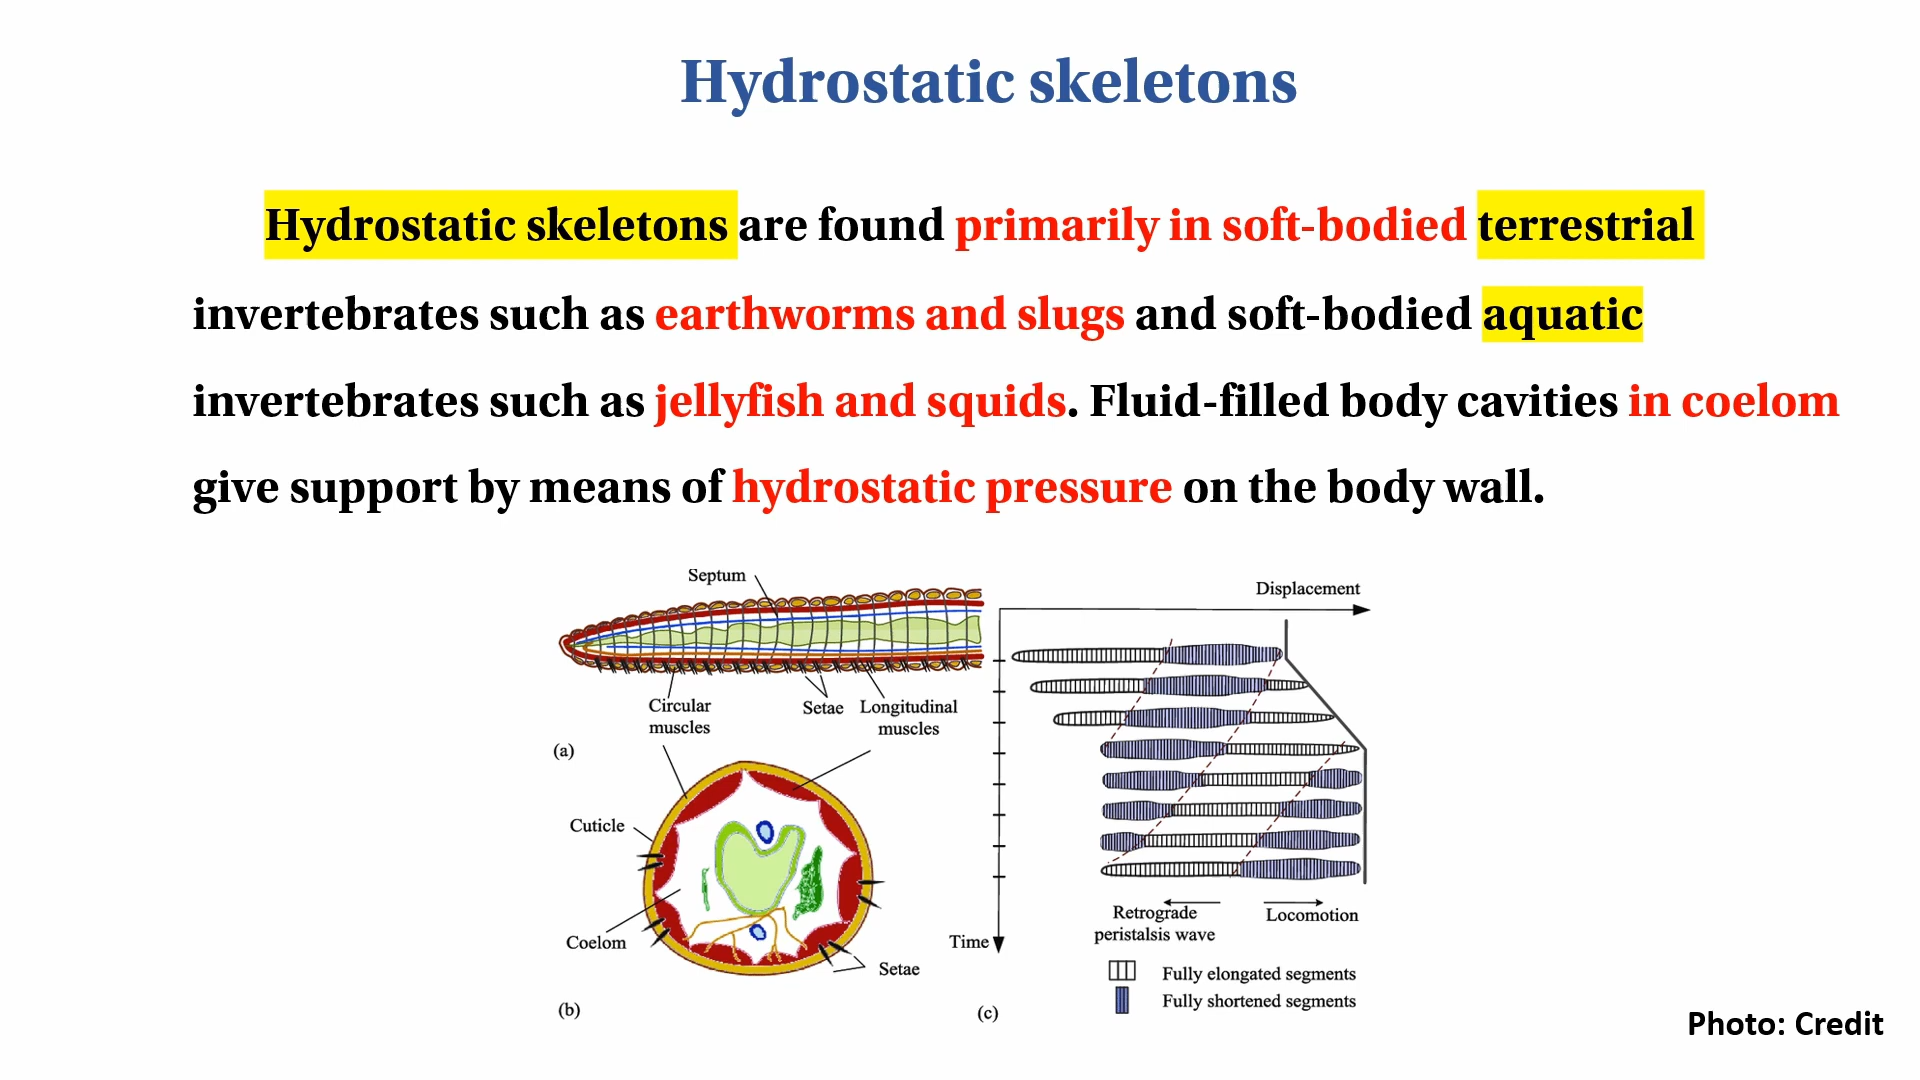 Hydrostatic skeletons
Hydrostatic skeletons are found primarily in soft-bodied terrestrial
invertebrates such as earthworms and slugs and soft-bodied aquatic
invertebrates such as jellyfish and squids. Fluid-filled body cavities in coelom
give support by means of hydrostatic pressure on the body wall.
Septum
Circular
muscles
Setae
Longitudinal
muscles
(a)
Cuticle
Coelom
Setae
(b)
Displacement
Time
Retrograde
peristalsis wave
Locomotion
Fully elongated segments
Fully shortened segments
(c)
Photo: Credit